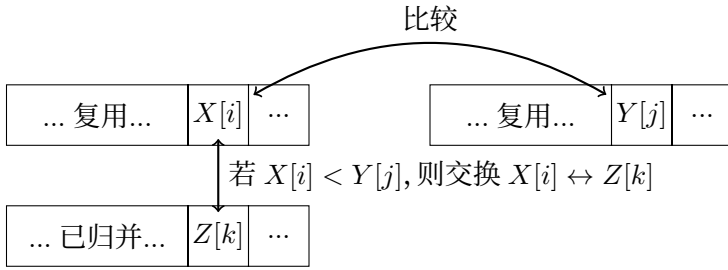 比较
... 复用... X[i] ... ... 复用... Y[j] ...
若 X[i] < Y[j], 则交换 X[i] ↔ Z[k]
... 已归并... Z[k] ...